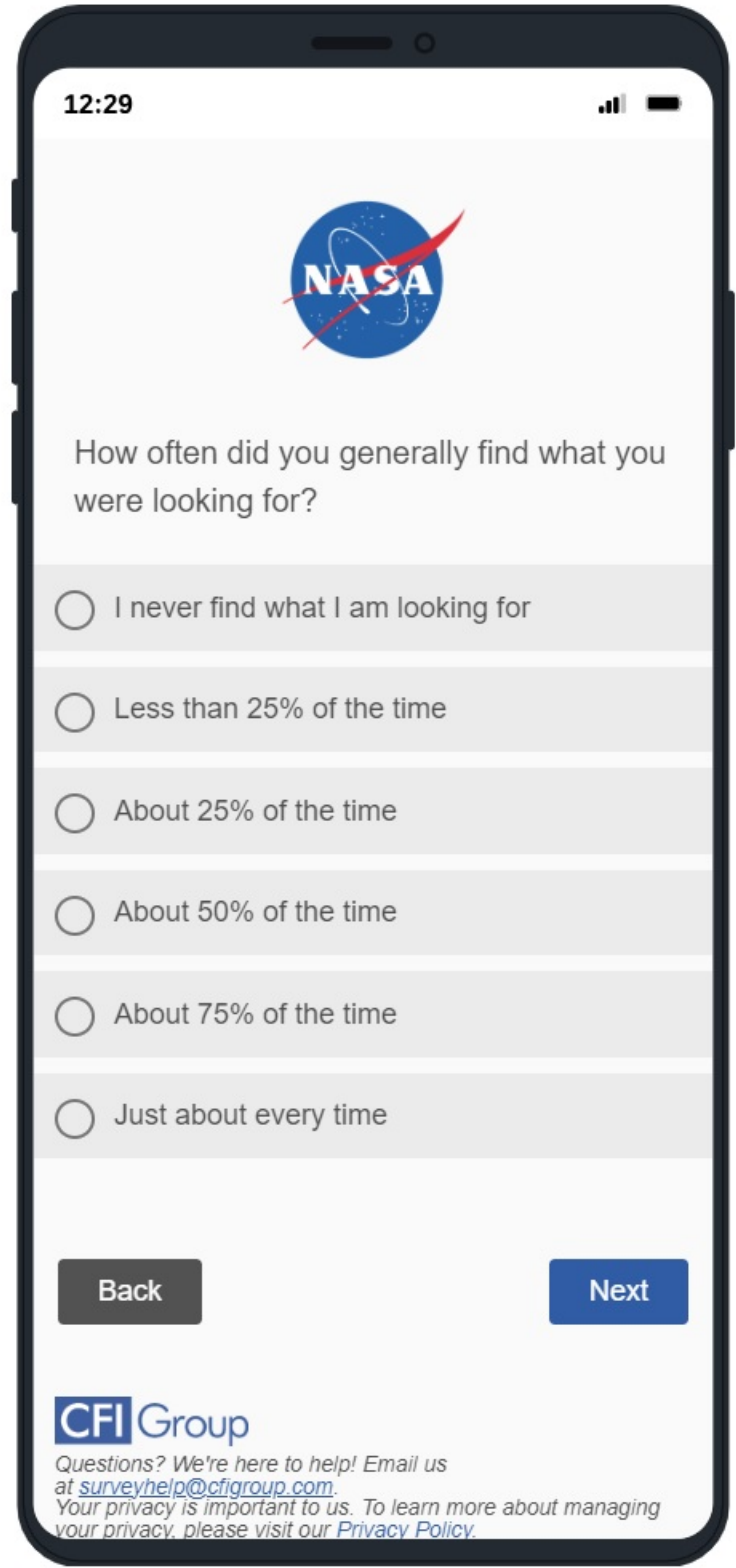 12:29
NASA
How often did you generally find what you
were looking for?
I never find what I am looking for
Less than 25% of the time
About 25% of the time
About 50% of the time
About 75% of the time
Just about every time
Back
Next
CFI Group
Questions? We're here to help! Email us
at surveyhelp@cfigroup.com.
Your privacy is important to us. To learn more about managing
your privacy, please visit our Privacy Policy.